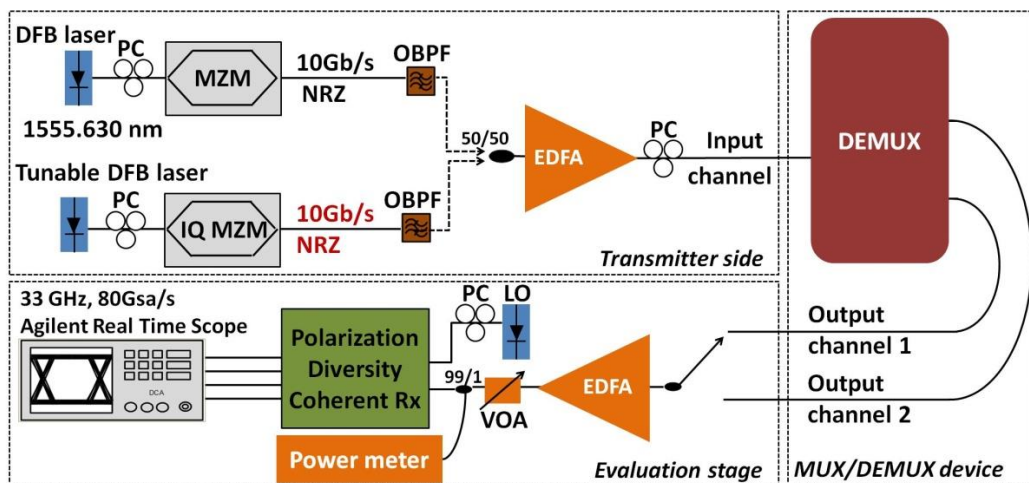 DFB laser
PC
MZM
10Gb/s
NRZ
OBPF
1555.630 nm
50/50
EDFA
PC
Input
channel
DEMUX
Tunable DFB laser
PC
IQ MZM
10Gb/s
NRZ
OBPF
Transmitter side
33 GHz, 80Gsa/s
Agilent Real Time Scope
DCA
Polarization
Diversity
Coherent Rx
PC
LO
99/1
VOA
EDFA
Power meter
Evaluation stage
Output
channel 1
Output
channel 2
MUX/DEMUX device